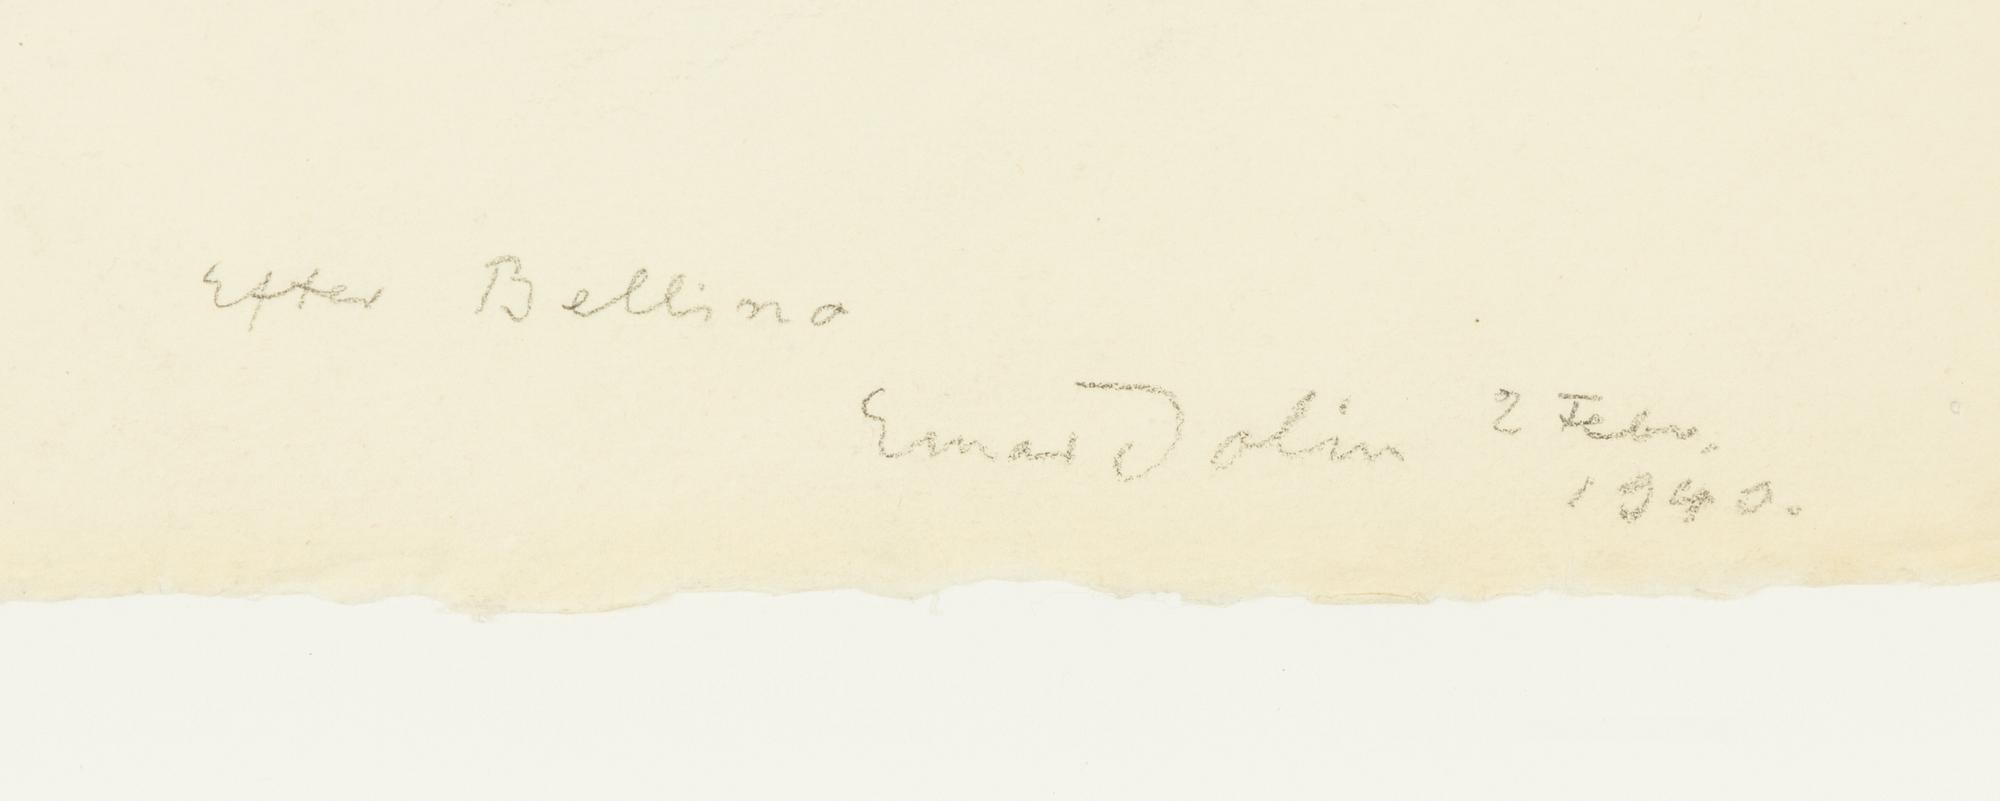 Efter Bellino
Einar Jolin 2 Febr.
1940.